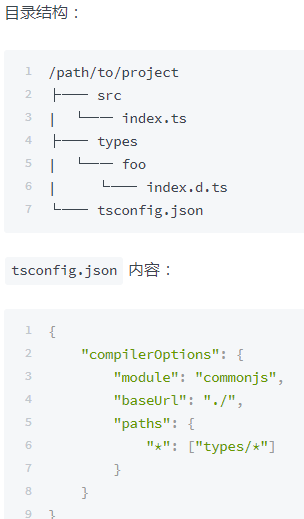 目录结构：
1 /path/to/project
2 ├── src
3 |   └── index.ts
4 ├── types
5 |   └── foo
6 |       └── index.d.ts
7 └── tsconfig.json
tsconfig.json 内容：
1 {
2     "compilerOptions": {
3         "module": "commonjs",
4         "baseUrl": "./",
5         "paths": {
6             "*": ["types/*"]
7         }
8     }
9 }